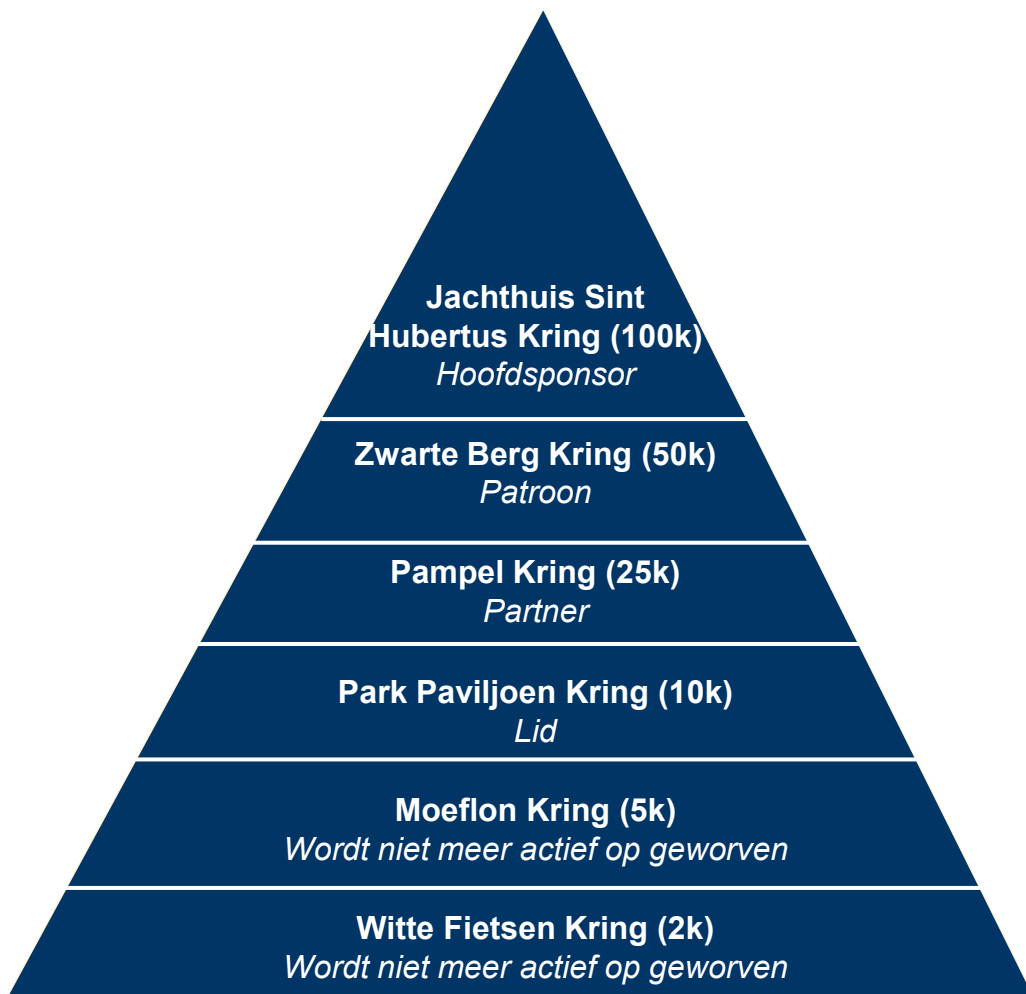 Jachthuis Sint
Hubertus Kring (100k)
Hoofdsponsor
Zwarte Berg Kring (50k)
Patroon
Pampel Kring (25k)
Partner
Park Paviljoen Kring (10k)
Lid
Moeflon Kring (5k)
Wordt niet meer actief op geworven
Witte Fietsen Kring (2k)
Wordt niet meer actief op geworven